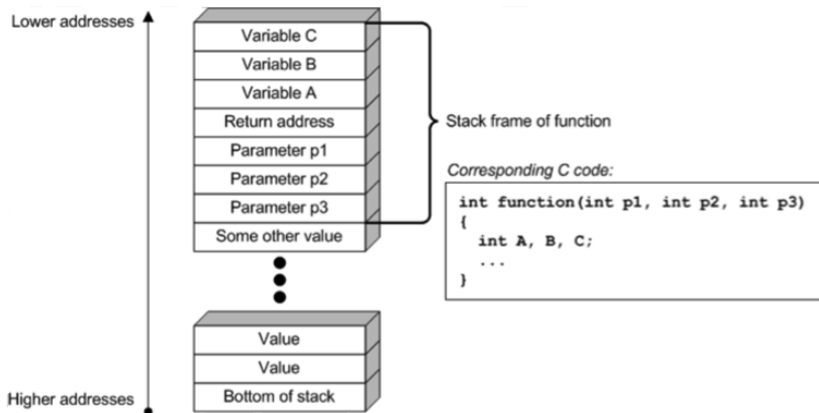 Lower addresses
Variable C
Variable B
Variable A
Return address
Parameter p1
Parameter p2
Parameter p3
Some other value
Stack frame of function
Corresponding C code:
int function(int p1, int p2, int p3)
{
int A, B, C;
...
}
Value
Value
Bottom of stack
Higher addresses